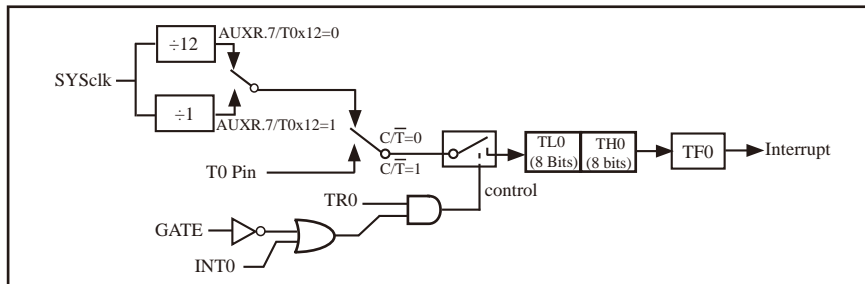 ÷12
AUXR.7/T0x12=0
SYSclk
÷1
AUXR.7/T0x12=1
C/T̅=0
C/T̅=1
T0 Pin
control
TL0
(8 Bits)
TH0
(8 bits)
TF0
Interrupt
TR0
GATE
INT0